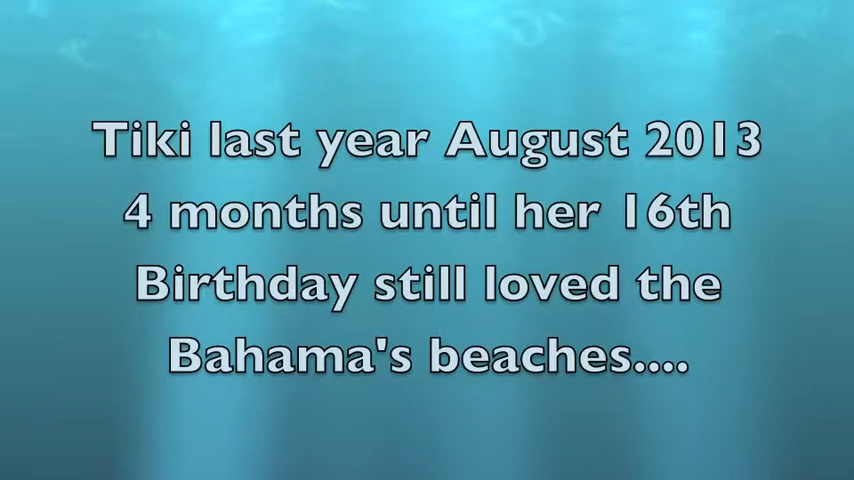 Tiki last year August 2013
4 months until her 16th
Birthday still loved the
Bahama's beaches....